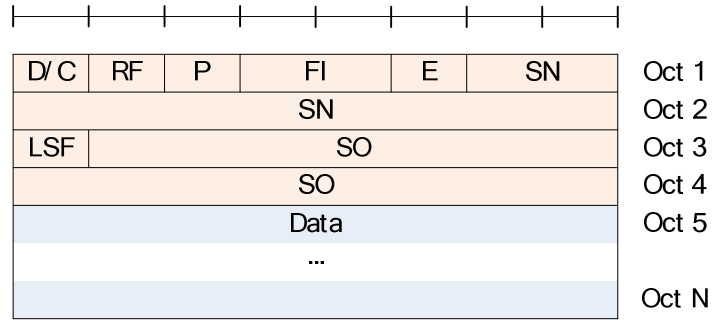 D/C RF P FI E SN Oct 1
SN Oct 2
LSF SO Oct 3
SO Oct 4
Data Oct 5
...
Oct N